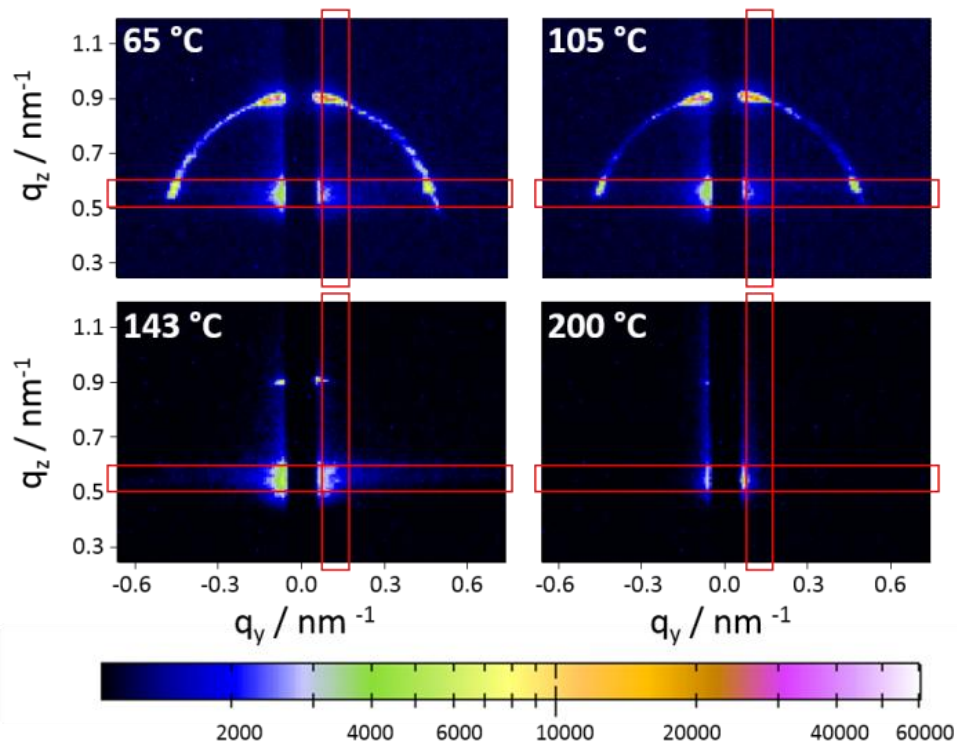 65 °C
105 °C
1.1
0.9
0.7
0.5
0.3
q_z / nm⁻¹
143 °C
200 °C
1.1
0.9
0.7
0.5
0.3
q_z / nm⁻¹
-0.6 -0.3 0.0 0.3 0.6
-0.6 -0.3 0.0 0.3 0.6
q_y / nm ⁻¹
q_y / nm ⁻¹
2000 4000 6000 10000 20000 40000 60000